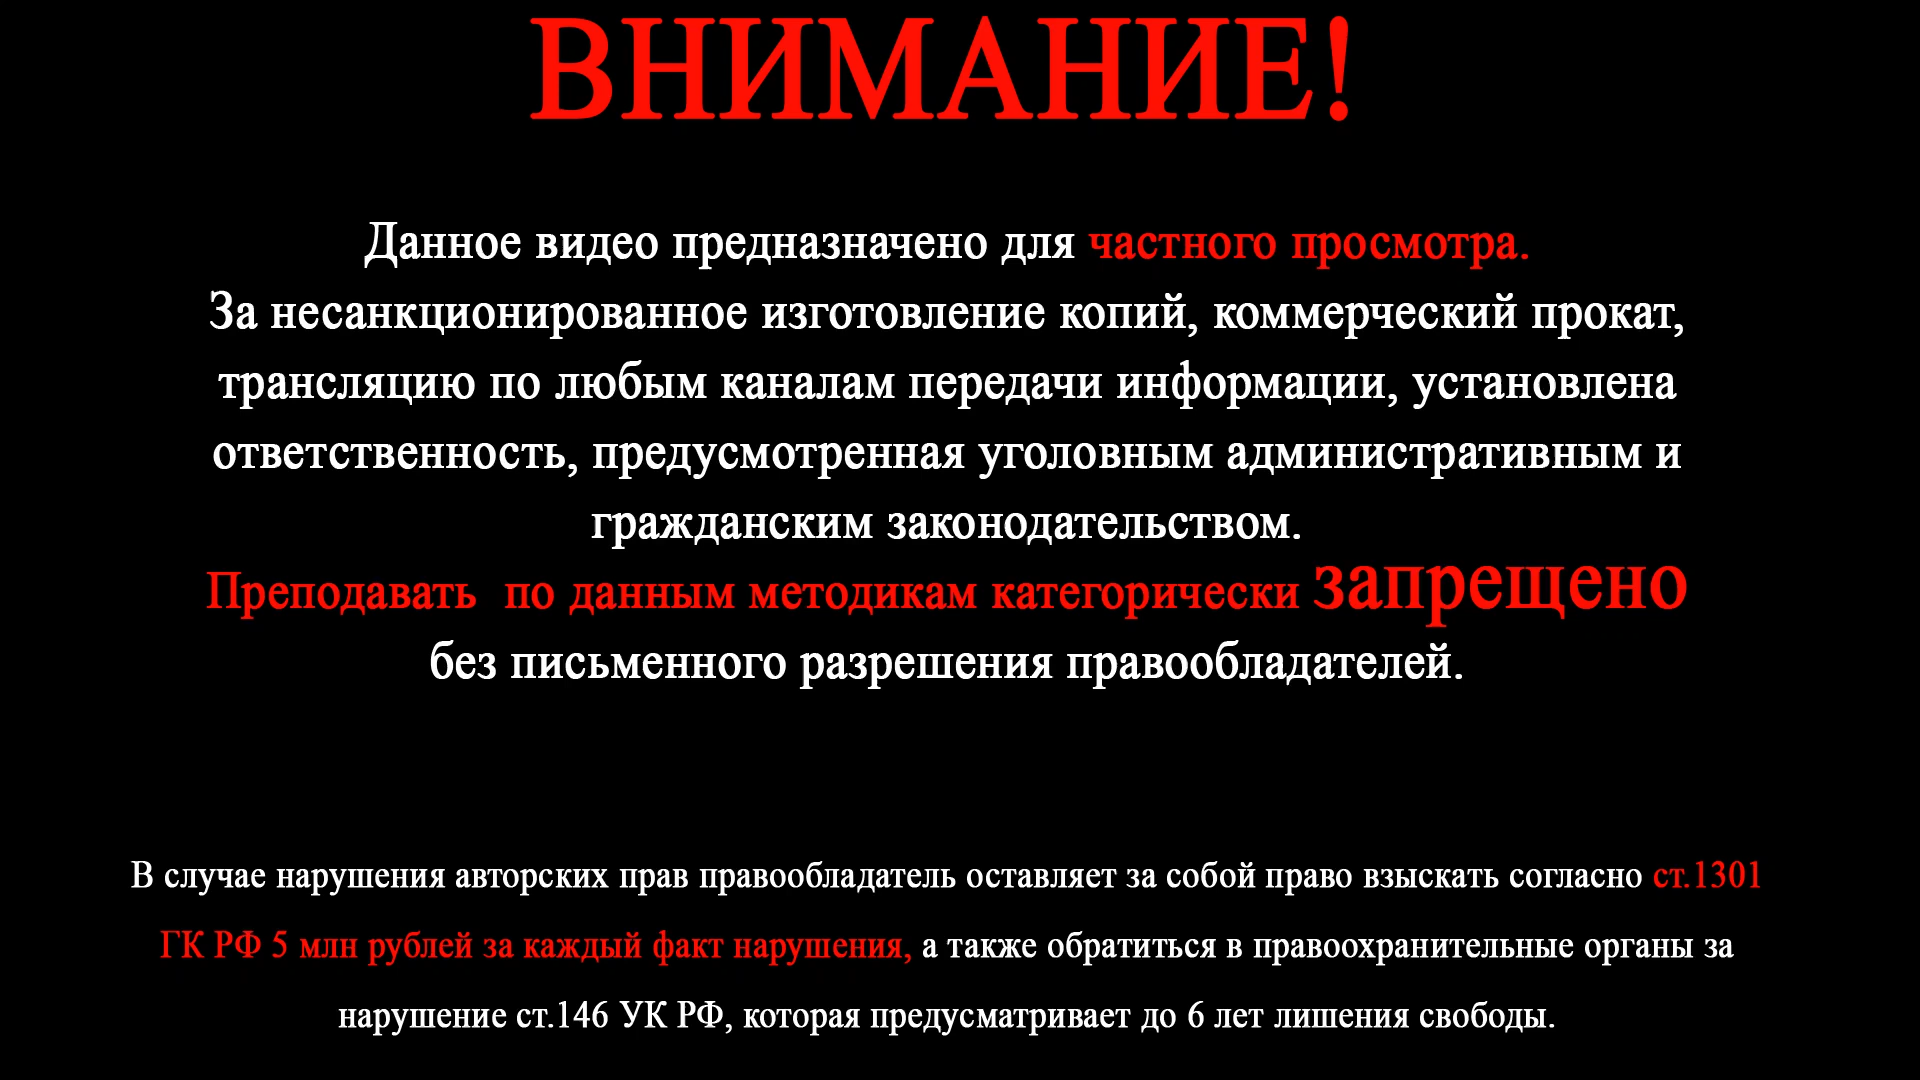 ВНИМАНИЕ!
Данное видео предназначено для частного просмотра.
За несанкционированное изготовление копий, коммерческий прокат,
трансляцию по любым каналам передачи информации, установлена
ответственность, предусмотренная уголовным административным и
гражданским законодательством.
Преподавать по данным методикам категорически запрещено
без письменного разрешения правообладателей.
В случае нарушения авторских прав правообладатель оставляет за собой право взыскать согласно ст.1301
ГК РФ 5 млн рублей за каждый факт нарушения, а также обратиться в правоохранительные органы за
нарушение ст.146 УК РФ, которая предусматривает до 6 лет лишения свободы.